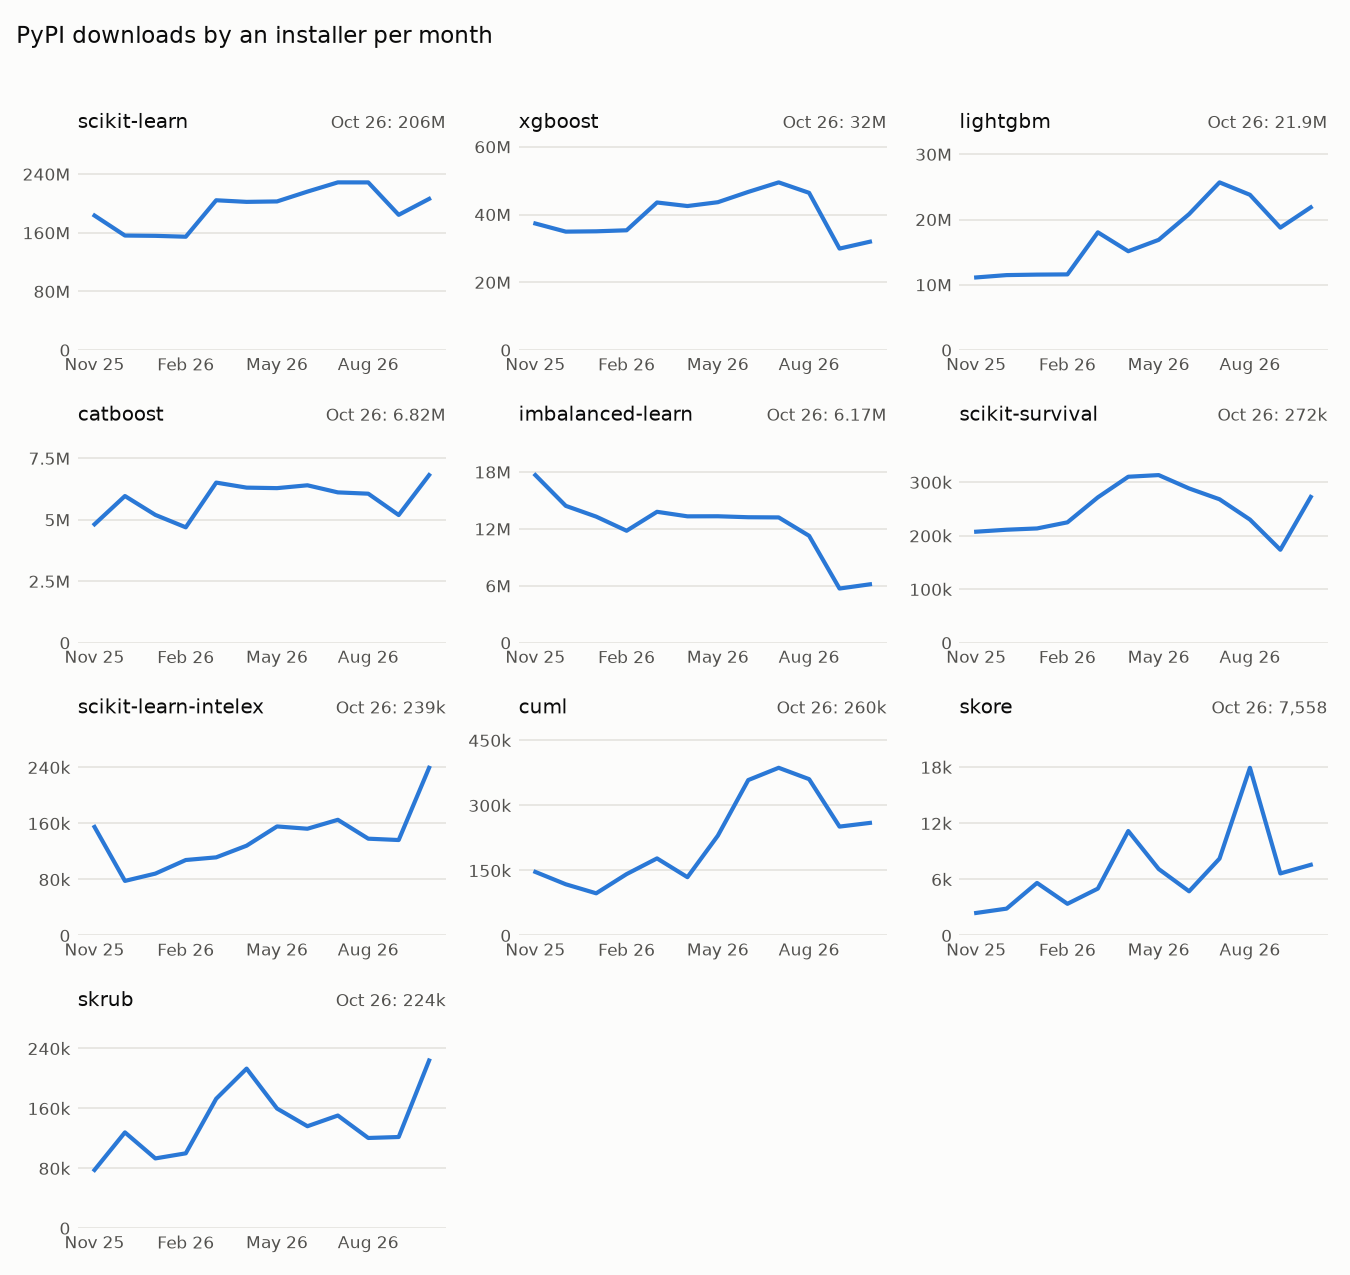 PyPI downloads by an installer per month
scikit-learn Oct 26: 206M
240M
160M
80M
0
Nov 25 Feb 26 May 26 Aug 26
xgboost Oct 26: 32M
60M
40M
20M
0
Nov 25 Feb 26 May 26 Aug 26
lightgbm Oct 26: 21.9M
30M
20M
10M
0
Nov 25 Feb 26 May 26 Aug 26
catboost Oct 26: 6.82M
7.5M
5M
2.5M
0
Nov 25 Feb 26 May 26 Aug 26
imbalanced-learn Oct 26: 6.17M
18M
12M
6M
0
Nov 25 Feb 26 May 26 Aug 26
scikit-survival Oct 26: 272k
300k
200k
100k
0
Nov 25 Feb 26 May 26 Aug 26
scikit-learn-intelex Oct 26: 239k
240k
160k
80k
0
Nov 25 Feb 26 May 26 Aug 26
cuml Oct 26: 260k
450k
300k
150k
0
Nov 25 Feb 26 May 26 Aug 26
skore Oct 26: 7,558
18k
12k
6k
0
Nov 25 Feb 26 May 26 Aug 26
skrub Oct 26: 224k
240k
160k
80k
0
Nov 25 Feb 26 May 26 Aug 26